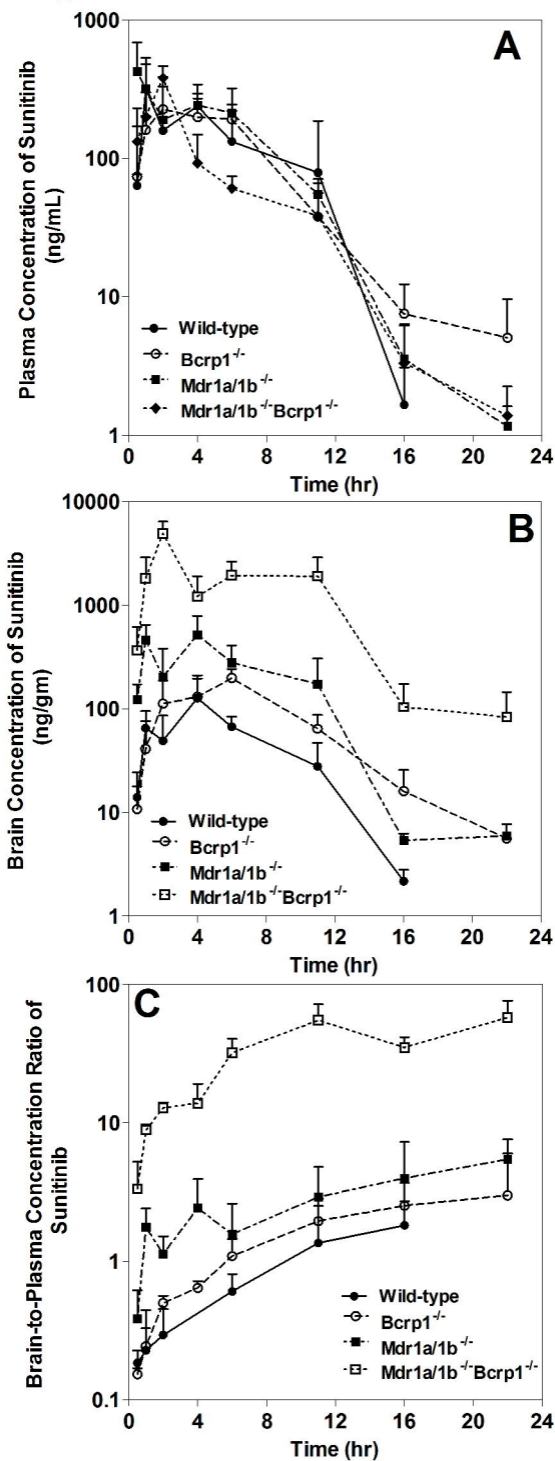 A
1000
100
10
1
Plasma Concentration of Sunitinib
(ng/mL)
Wild-type
Bcrp1-/-
Mdr1a/1b-/-
Mdr1a/1b-/-Bcrp1-/-
0 4 8 12 16 20 24
Time (hr)
B
10000
1000
100
10
1
Brain Concentration of Sunitinib
(ng/gm)
Wild-type
Bcrp1-/-
Mdr1a/1b-/-
Mdr1a/1b-/-Bcrp1-/-
0 4 8 12 16 20 24
Time (hr)
C
100
10
1
0.1
Brain-to-Plasma Concentration Ratio of
Sunitinib
Wild-type
Bcrp1-/-
Mdr1a/1b-/-
Mdr1a/1b-/-Bcrp1-/-
0 4 8 12 16 20 24
Time (hr)